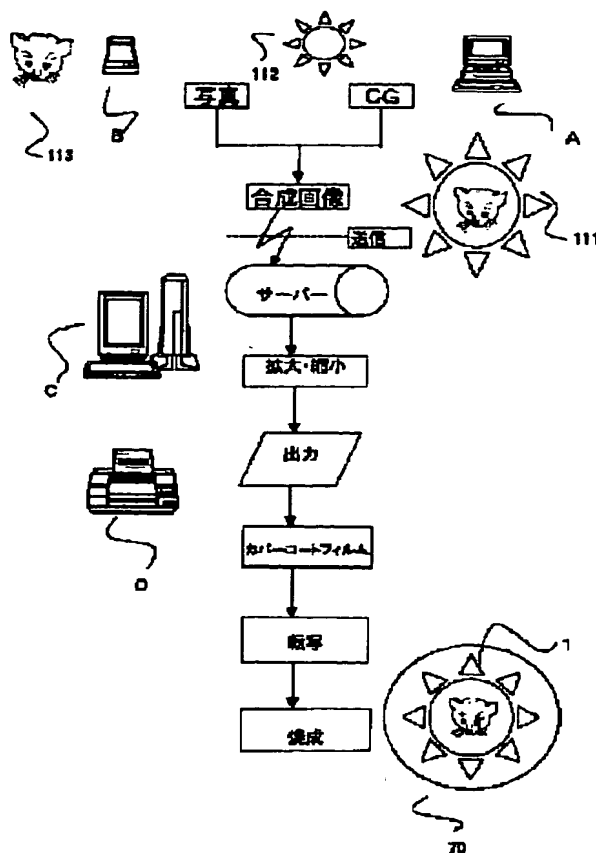 112
写真
CG
A
B
113
合成画像
送信
111
サーバー
C
拡大・縮小
出力
D
カバーコートフィルム
転写
1
焼成
70